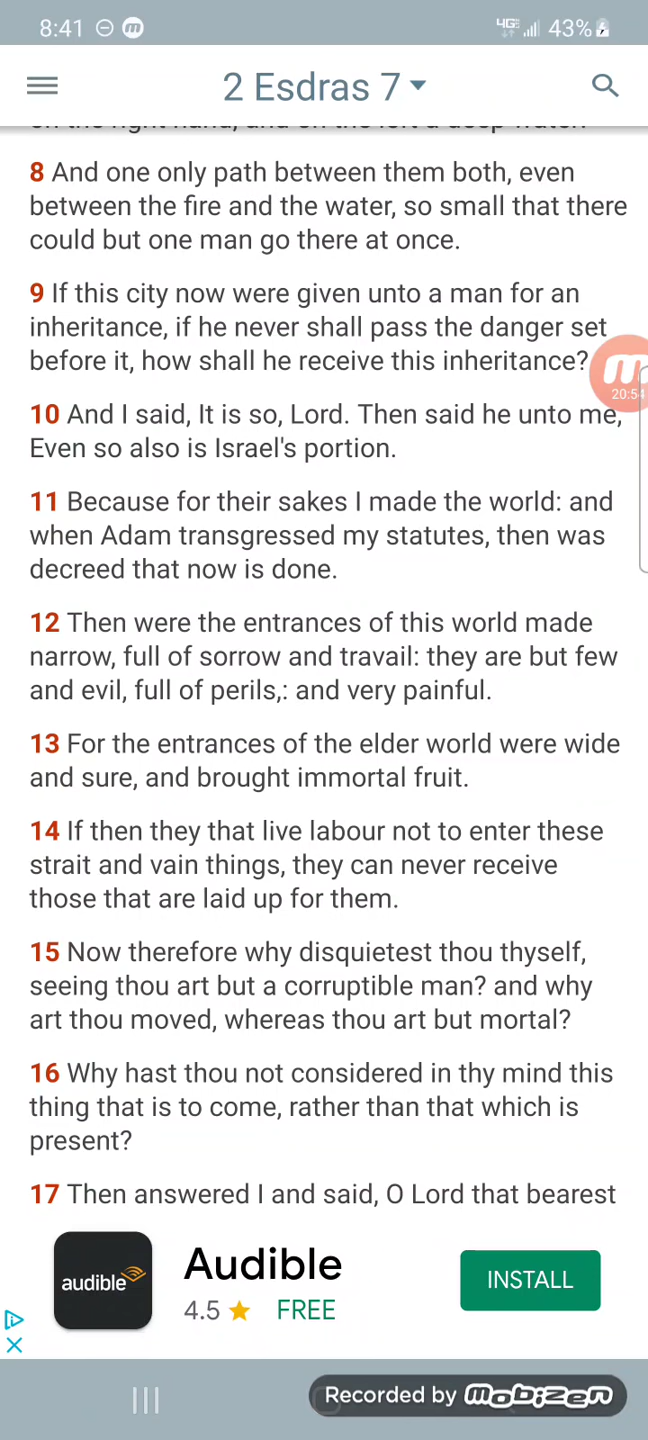 8:41 m 4G 43%
2 Esdras 7
on the right hand, and on the left a deep water:
8 And one only path between them both, even
between the fire and the water, so small that there
could but one man go there at once.
9 If this city now were given unto a man for an
inheritance, if he never shall pass the danger set
before it, how shall he receive this inheritance?
m
20:54
10 And I said, It is so, Lord. Then said he unto me,
Even so also is Israel's portion.
11 Because for their sakes I made the world: and
when Adam transgressed my statutes, then was
decreed that now is done.
12 Then were the entrances of this world made
narrow, full of sorrow and travail: they are but few
and evil, full of perils,: and very painful.
13 For the entrances of the elder world were wide
and sure, and brought immortal fruit.
14 If then they that live labour not to enter these
strait and vain things, they can never receive
those that are laid up for them.
15 Now therefore why disquietest thou thyself,
seeing thou art but a corruptible man? and why
art thou moved, whereas thou art but mortal?
16 Why hast thou not considered in thy mind this
thing that is to come, rather than that which is
present?
17 Then answered I and said, O Lord that bearest
audible
Audible
4.5 ★ FREE
INSTALL
Recorded by mobizen